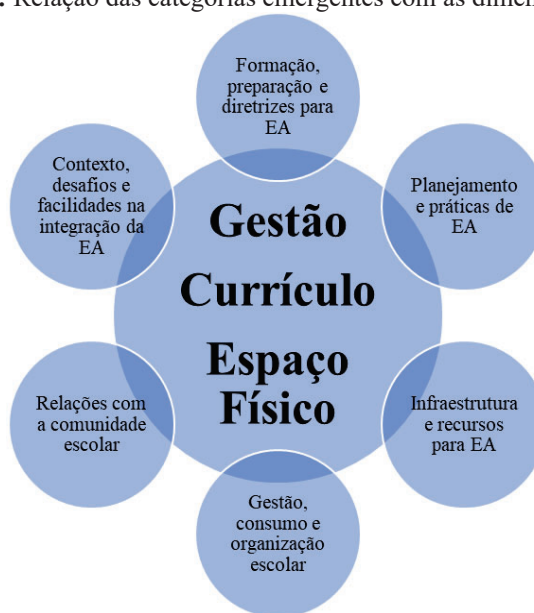 Relação das categorias emergentes com as
Formação,
preparação e
diretrizes para
EA
Contexto,
desafios e
facilidades na
integração da
EA
Planejamento
e práticas de
EA
Gestão
Currículo
Espaço
Físico
Relações com
a comunidade
escolar
Infraestrutura
e recursos
para EA
Gestão,
consumo e
organização
escolar